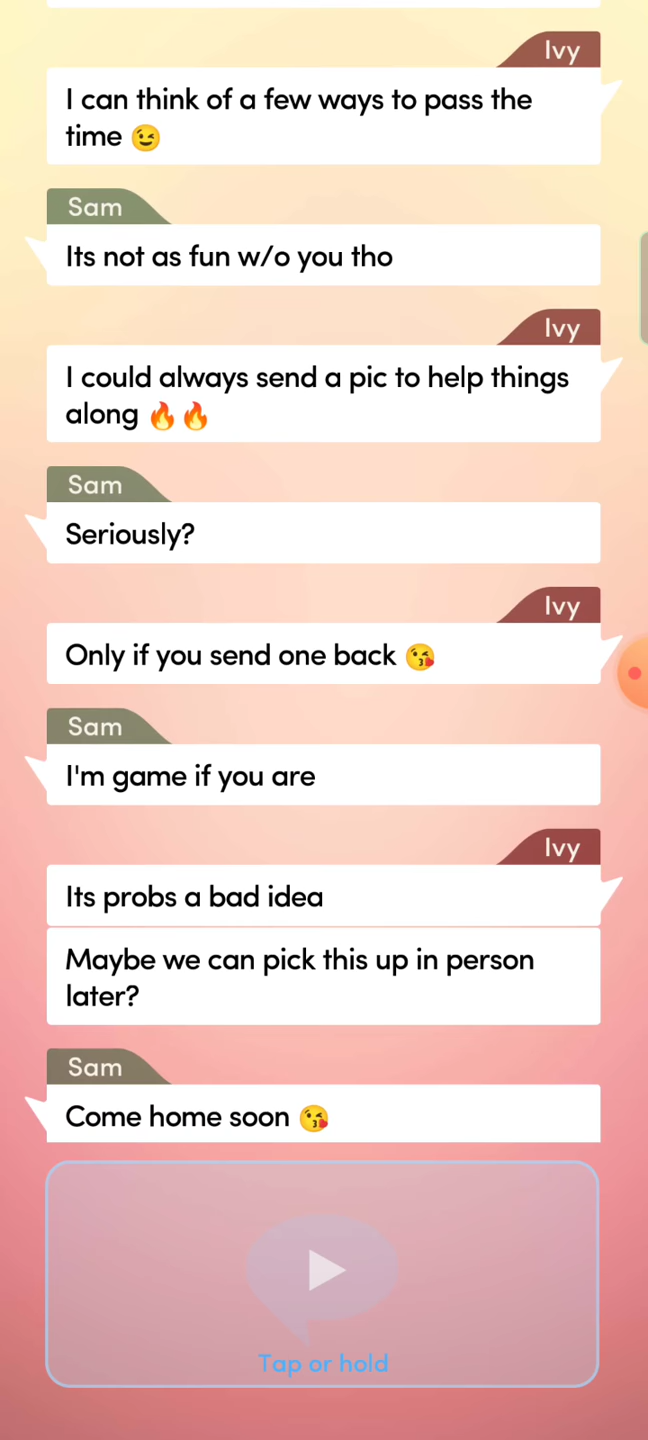 Ivy
I can think of a few ways to pass the
time 😉
Sam
Its not as fun w/o you tho
Ivy
I could always send a pic to help things
along 🔥🔥
Sam
Seriously?
Ivy
Only if you send one back 😘
Sam
I'm game if you are
Ivy
Its probs a bad idea
Maybe we can pick this up in person
later?
Sam
Come home soon 😘
Tap or hold